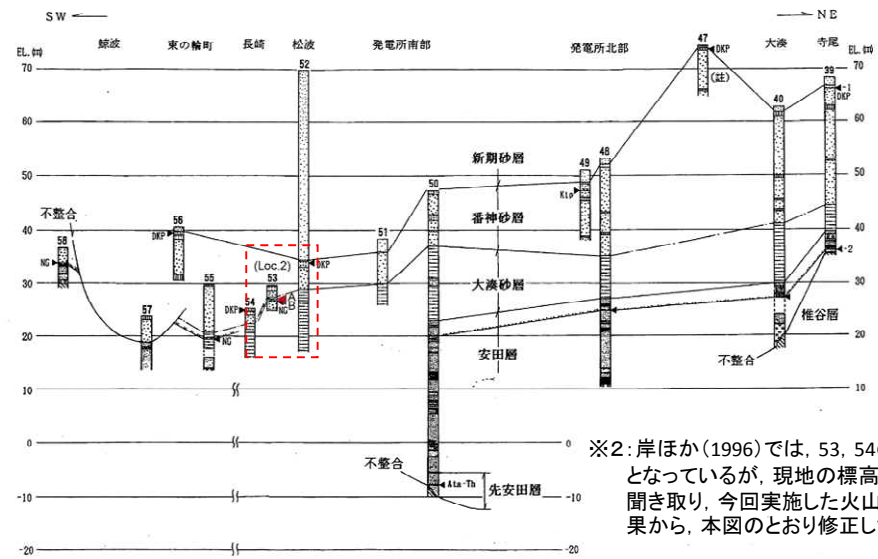 SW NE
鯨波 東の輪町 長崎 松波 発電所南部 発電所北部 大湊 寺尾
EL.(m) EL.(m)
47
DKP
52
39
70 70
(註)
-1
DKP
40
60 60
48
新期砂層
49
50
50 50
Kip
不整合
56
番神砂層
58
DKP
51
40 40
(Loc.2)
-2
NG
DKP
53
55
大湊砂層
30 30
54
DKP
NG
57
椎谷層
20 20
NG
安田層
不整合
10 10
0 0
不整合
Ata-Th
先安田層
-10 -10
-20 -20
※2:岸ほか(1996)では, 53, 54
となっているが, 現地の標高
聞き取り, 今回実施した火山
果から, 本図のとおり修正し